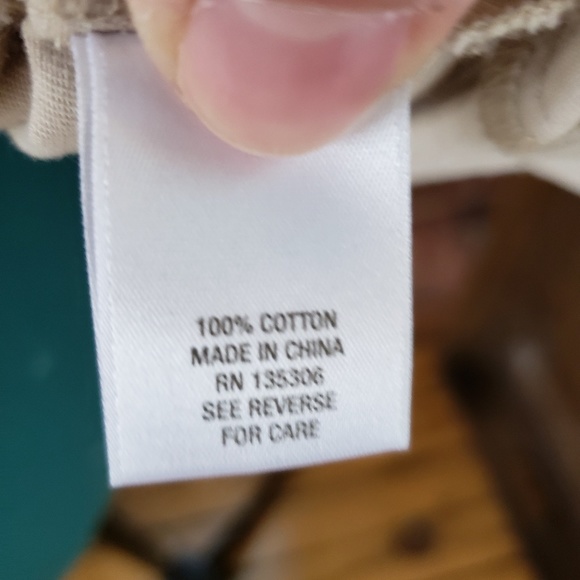 100% COTTON
MADE IN CHINA
RN 135306
SEE REVERSE
FOR CARE